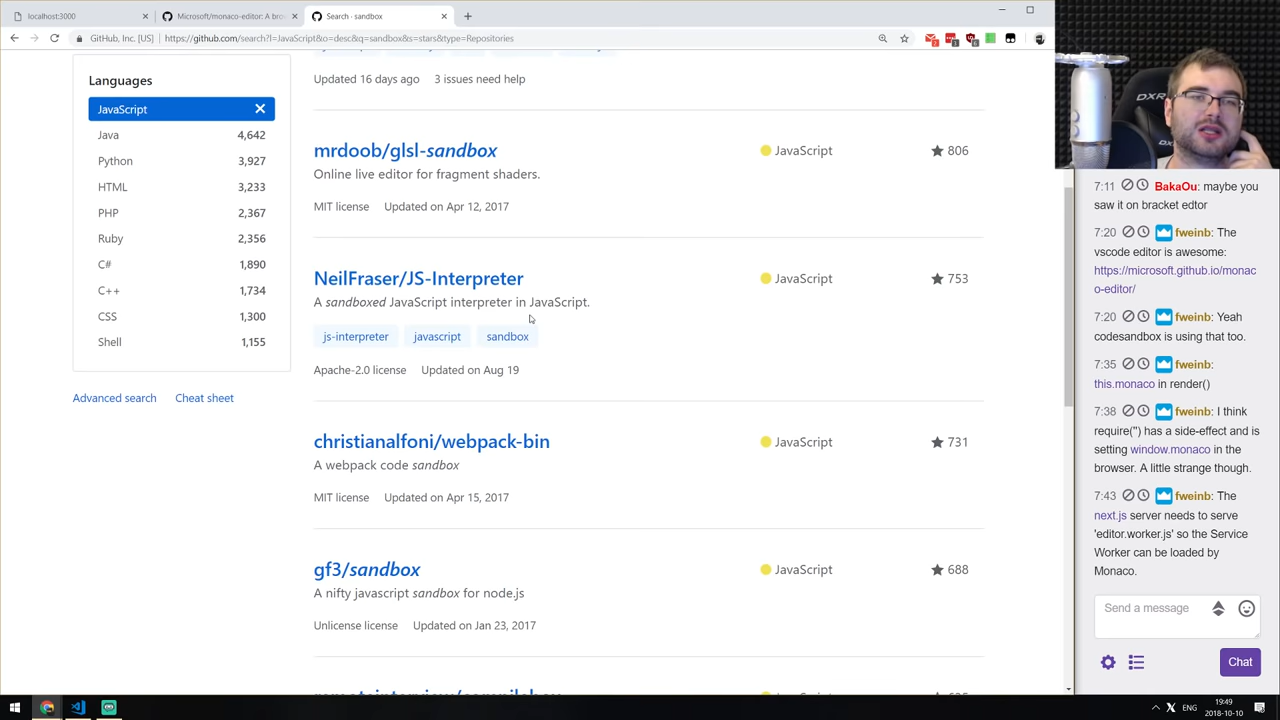 localhost:3000
Microsoft/monaco-editor: A brow
Search · sandbox
GitHub, Inc. [US]
https://github.com/search?l=JavaScript&o=desc&q=sandbox&s=stars&type=Repositories
Languages
JavaScript
Java 4,642
Python 3,927
HTML 3,233
PHP 2,367
Ruby 2,356
C# 1,890
C++ 1,734
CSS 1,300
Shell 1,155
Advanced search Cheat sheet
Updated 16 days ago 3 issues need help
mrdoob/glsl-sandbox JavaScript 806
Online live editor for fragment shaders.
MIT license Updated on Apr 12, 2017
NeilFraser/JS-Interpreter JavaScript 753
A sandboxed JavaScript interpreter in JavaScript.
js-interpreter javascript sandbox
Apache-2.0 license Updated on Aug 19
christianalfoni/webpack-bin JavaScript 731
A webpack code sandbox
MIT license Updated on Apr 15, 2017
gf3/sandbox JavaScript 688
A nifty javascript sandbox for node.js
Unlicense license Updated on Jan 23, 2017
DXR
7:11 BakaOu: maybe you
saw it on bracket edtor
7:20 fweinb: The
vscode editor is awesome:
https://microsoft.github.io/monac
o-editor/
7:20 fweinb: Yeah
codesandbox is using that too.
7:35 fweinb:
this.monaco in render()
7:38 fweinb: I think
require('') has a side-effect and is
setting window.monaco in the
browser. A little strange though.
7:43 fweinb: The
next.js server needs to serve
'editor.worker.js' so the Service
Worker can be loaded by
Monaco.
Send a message
Chat
ENG
19:49
2018-10-10